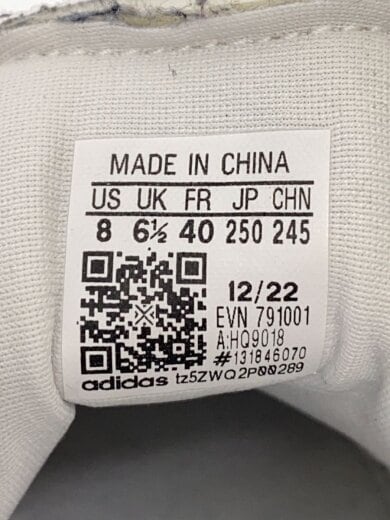 MADE IN CHINA
US UK FR JP CHN
8 6½ 40 250 245
12/22
EVN 791001
A:HQ9018
#131846070
adidas tz5ZWQ2P00289